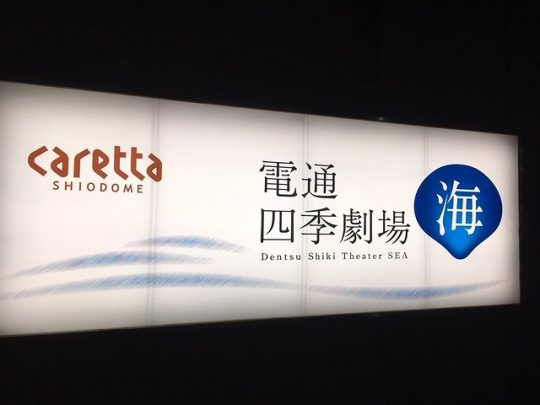 caretta
SHIODOME
電通
四季劇場
海
Dentsu Shiki Theater SEA